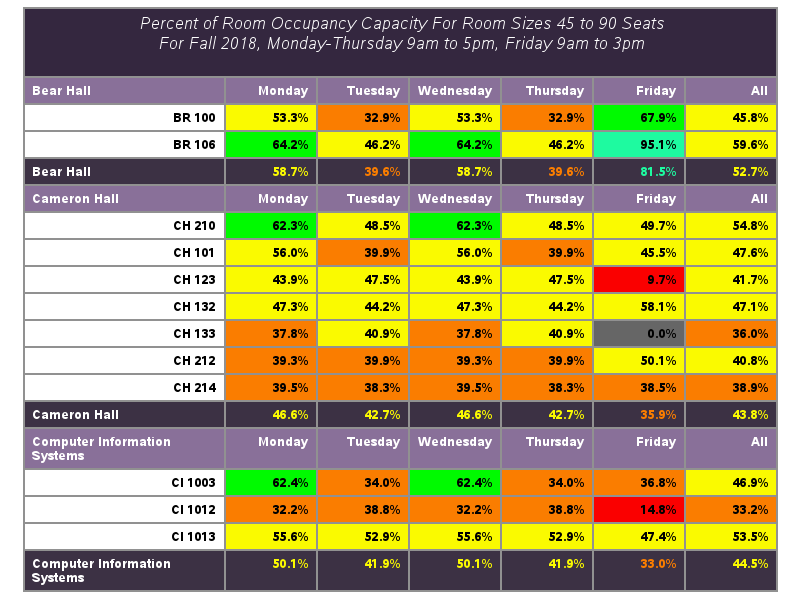 Percent of Room Occupancy Capacity For Room Sizes 45 to 90 Seats
For Fall 2018, Monday-Thursday 9am to 5pm, Friday 9am to 3pm
Bear Hall Monday Tuesday Wednesday Thursday Friday All
BR 100 53.3% 32.9% 53.3% 32.9% 67.9% 45.8%
BR 106 64.2% 46.2% 64.2% 46.2% 95.1% 59.6%
Bear Hall 58.7% 39.6% 58.7% 39.6% 81.5% 52.7%
Cameron Hall Monday Tuesday Wednesday Thursday Friday All
CH 210 62.3% 48.5% 62.3% 48.5% 49.7% 54.8%
CH 101 56.0% 39.9% 56.0% 39.9% 45.5% 47.6%
CH 123 43.9% 47.5% 43.9% 47.5% 9.7% 41.7%
CH 132 47.3% 44.2% 47.3% 44.2% 58.1% 47.1%
CH 133 37.8% 40.9% 37.8% 40.9% 0.0% 36.0%
CH 212 39.3% 39.9% 39.3% 39.9% 50.1% 40.8%
CH 214 39.5% 38.3% 39.5% 38.3% 38.5% 38.9%
Cameron Hall 46.6% 42.7% 46.6% 42.7% 35.9% 43.8%
Computer Information Monday Tuesday Wednesday Thursday Friday All
Systems
CI 1003 62.4% 34.0% 62.4% 34.0% 36.8% 46.9%
CI 1012 32.2% 38.8% 32.2% 38.8% 14.8% 33.2%
CI 1013 55.6% 52.9% 55.6% 52.9% 47.4% 53.5%
Computer Information 50.1% 41.9% 50.1% 41.9% 33.0% 44.5%
Systems